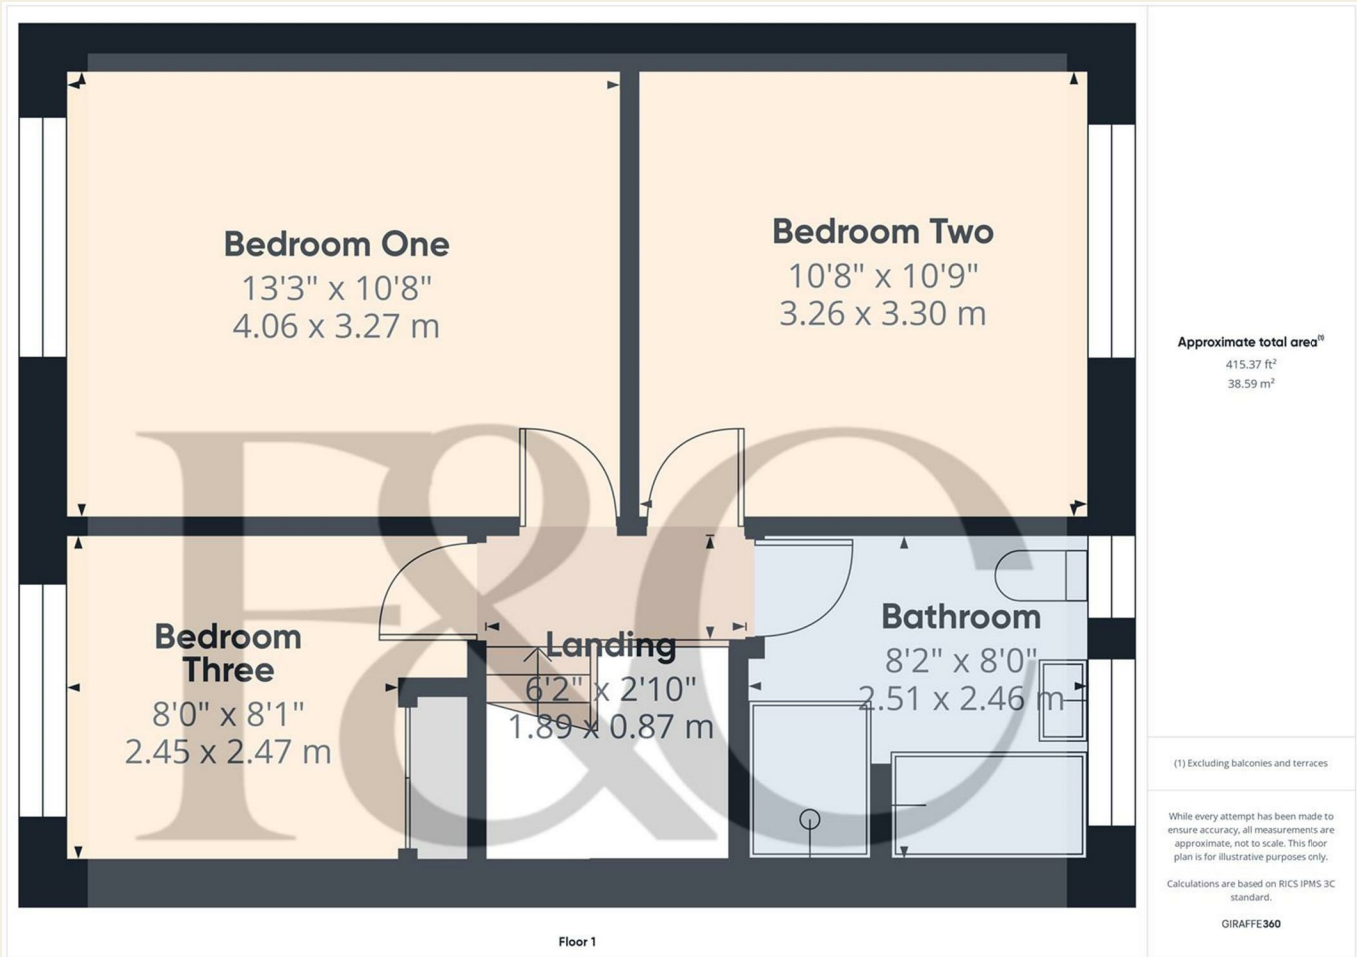 Bedroom One
13'3" x 10'8"
4.06 x 3.27 m
Bedroom Two
10'8" x 10'9"
3.26 x 3.30 m
Bedroom
Three
8'0" x 8'1"
2.45 x 2.47 m
Landing
6'2" x 2'10"
1.89 x 0.87 m
Bathroom
8'2" x 8'0"
2.51 x 2.46 m
F&C
Floor 1
Approximate total area(1)
415.37 ft²
38.59 m²
(1) Excluding balconies and terraces
While every attempt has been made to
ensure accuracy, all measurements are
approximate, not to scale. This floor
plan is for illustrative purposes only.
Calculations are based on RICS IPMS 3C
standard.
GIRAFFE360